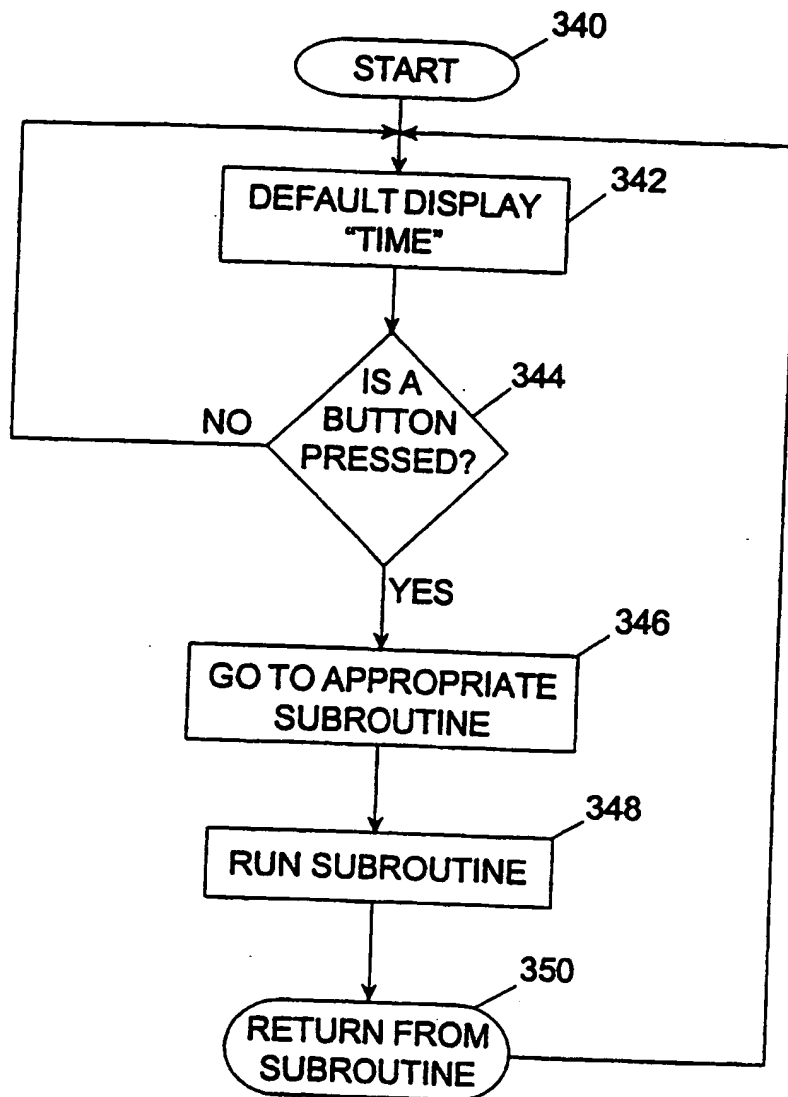 340
START
342
DEFAULT DISPLAY
“TIME”
344
IS A
BUTTON
PRESSED?
NO
YES
346
GO TO APPROPRIATE
SUBROUTINE
348
RUN SUBROUTINE
350
RETURN FROM
SUBROUTINE